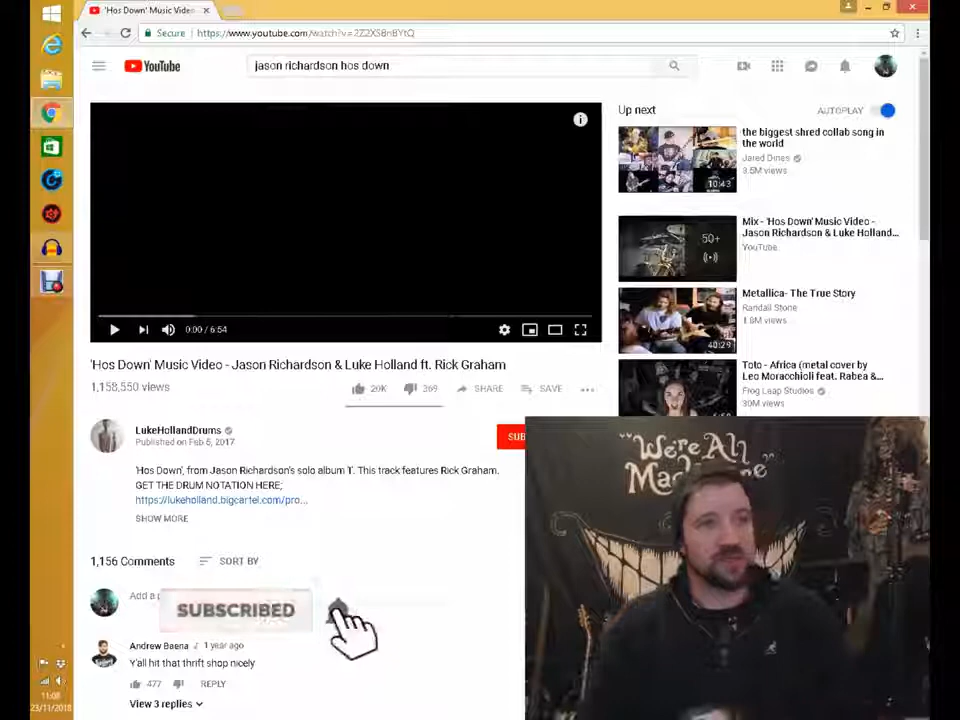 'Hos Down' Music Video
Secure | https://www.youtube.com/watch?v=2Z2XS8nBYtQ
YouTube
jason richardson hos down
Up next
AUTOPLAY
the biggest shred collab song in
the world
Jared Dines
3.5M views
10:43
Mix - 'Hos Down' Music Video -
Jason Richardson & Luke Holland...
YouTube
50+
Metallica- The True Story
Randall Stone
1.8M views
40:29
Toto - Africa (metal cover by
Leo Moracchioli feat. Rabea &...
Frog Leap Studios
39M views
0:00 / 6:54
'Hos Down' Music Video - Jason Richardson & Luke Holland ft. Rick Graham
1,158,550 views
20K
269
SHARE
SAVE
LukeHollandDrums
Published on Feb 5, 2017
SUB
'Hos Down', from Jason Richardson's solo album 'I'. This track features Rick Graham.
GET THE DRUM NOTATION HERE;
https://lukeholland.bigcartel.com/pro...
SHOW MORE
1,156 Comments
SORT BY
Add a p
SUBSCRIBED
Andrew Baena
1 year ago
Y'all hit that thrift shop nicely
477
REPLY
View 3 replies
"We're All
11:08
23/11/2018